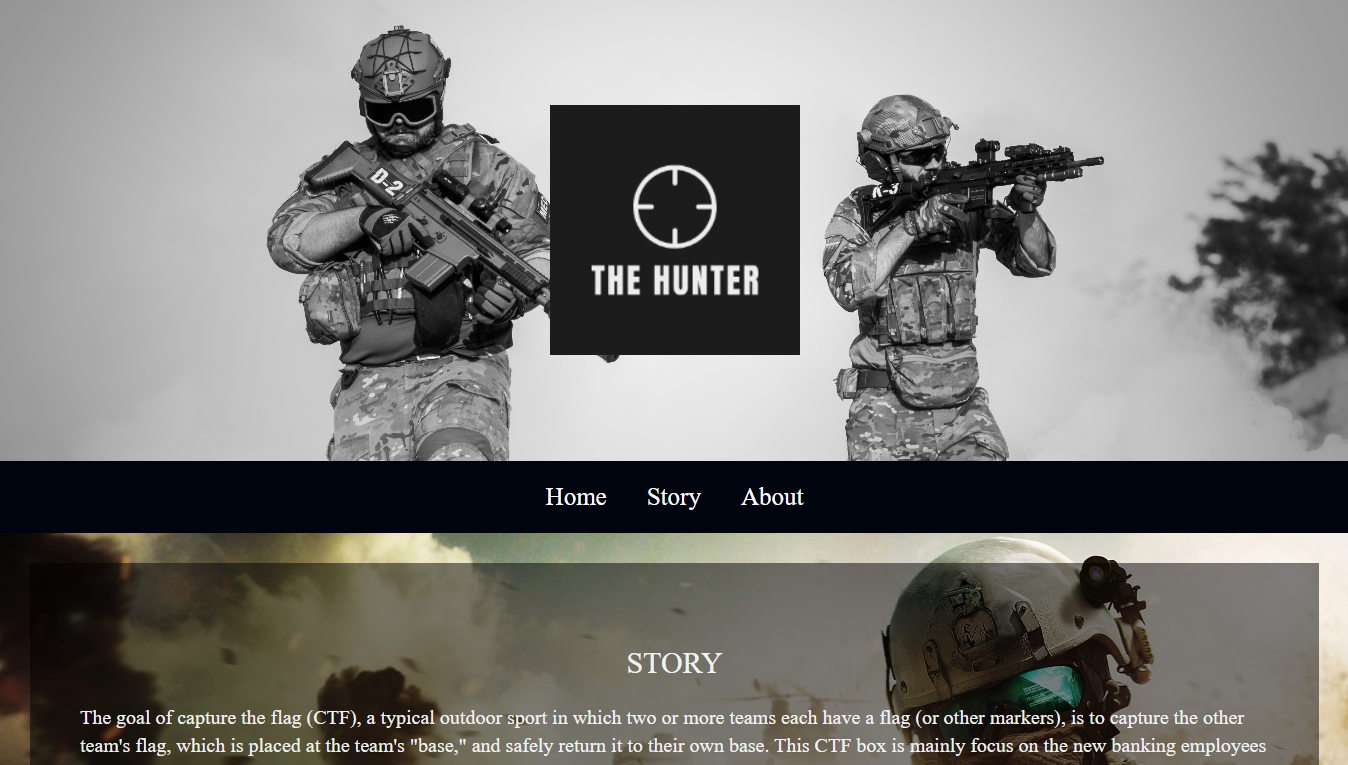 D-2
K-3
THE HUNTER
Home Story About
STORY
The goal of capture the flag (CTF), a typical outdoor sport in which two or more teams each have a flag (or other markers), is to capture the other
team's flag, which is placed at the team's "base," and safely return it to their own base. This CTF box is mainly focus on the new banking employees